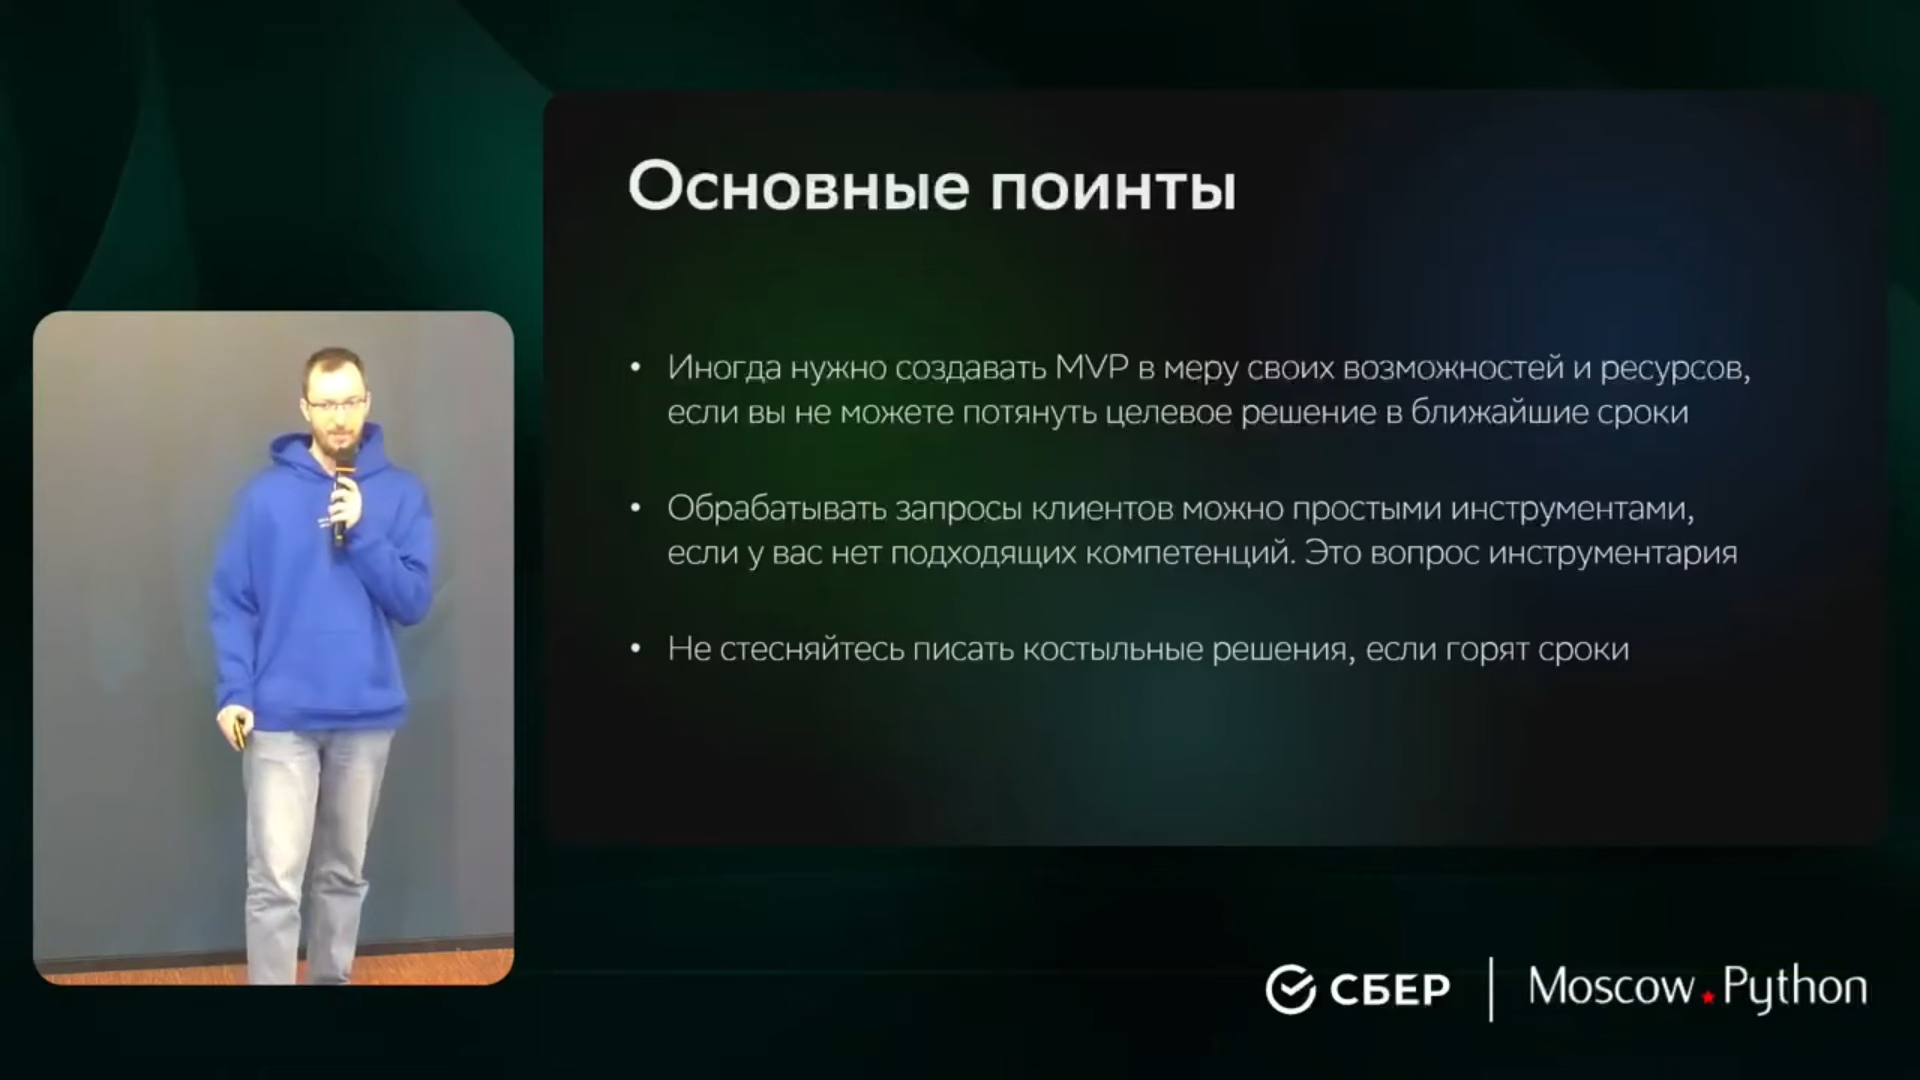 Основные поинты
• Иногда нужно создавать MVP в меру своих возможностей и ресурсов,
если вы не можете потянуть целевое решение в ближайшие сроки
• Обрабатывать запросы клиентов можно простыми инструментами,
если у вас нет подходящих компетенций. Это вопрос инструментария
• Не стесняйтесь писать костыльные решения, если горят сроки
СБЕР | Moscow Python